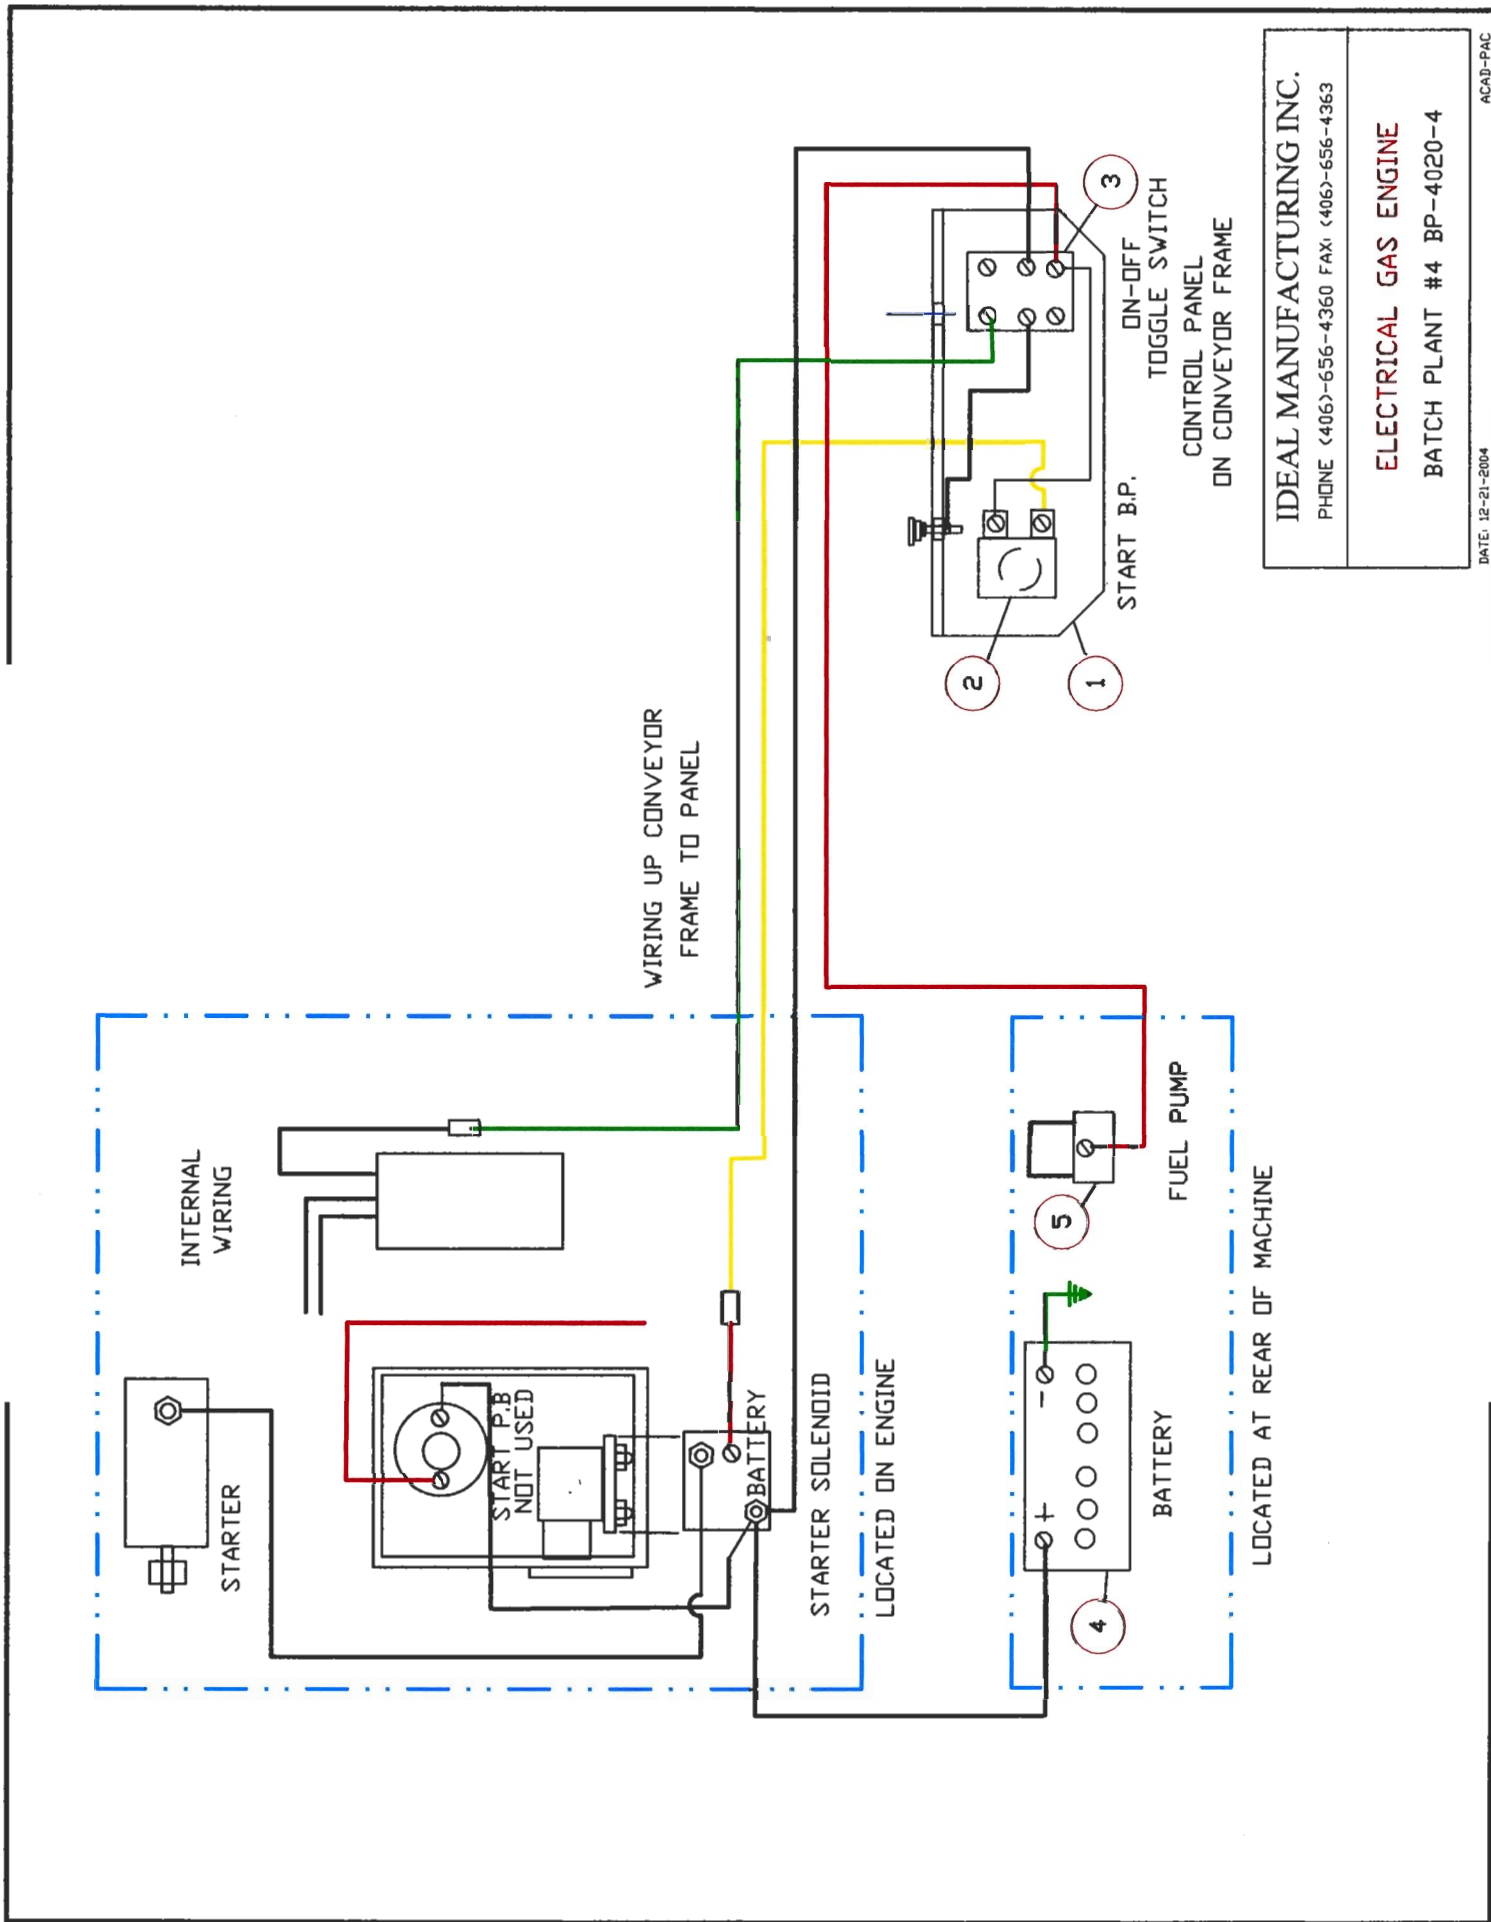 INTERNAL
WIRING
STARTER
START P.B
NOT USED
BATTERY
STARTER SOLENOID
LOCATED ON ENGINE
WIRING UP CONVEYOR
FRAME TO PANEL
ON-OFF
TOGGLE SWITCH
CONTROL PANEL
ON CONVEYOR FRAME
START B.P.
1
2
3
+
-
4
BATTERY
5
FUEL PUMP
LOCATED AT REAR OF MACHINE
IDEAL MANUFACTURING INC.
PHONE (406)-656-4360 FAX: (406)-656-4363
ELECTRICAL GAS ENGINE
BATCH PLANT #4 BP-4020-4
DATE: 12-21-2004
ACAD-PAC